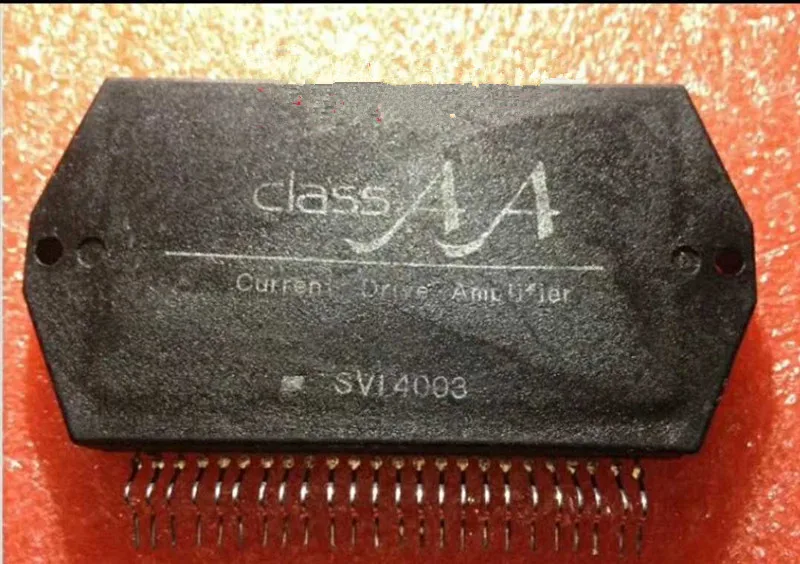 class AA
Current Drive Amplifier
SVI4003